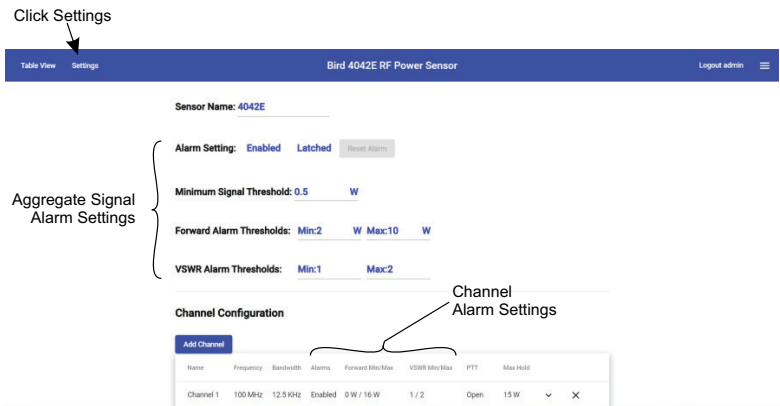 Click Settings
Table View Settings Bird 4042E RF Power Sensor Logout admin
Sensor Name: 4042E
Alarm Setting: Enabled Latched Reset Alarm
Aggregate Signal
Alarm Settings
Minimum Signal Threshold: 0.5 W
Forward Alarm Thresholds: Min:2 W Max:10 W
VSWR Alarm Thresholds: Min:1 Max:2
Channel
Alarm Settings
Channel Configuration
Add Channel
Name Frequency Bandwidth Alarms Forward Min/Max VSWR Min/Max PTT Max Hold
Channel 1 100 MHz 12.5 KHz Enabled 0 W / 16 W 1 / 2 Open 15 W